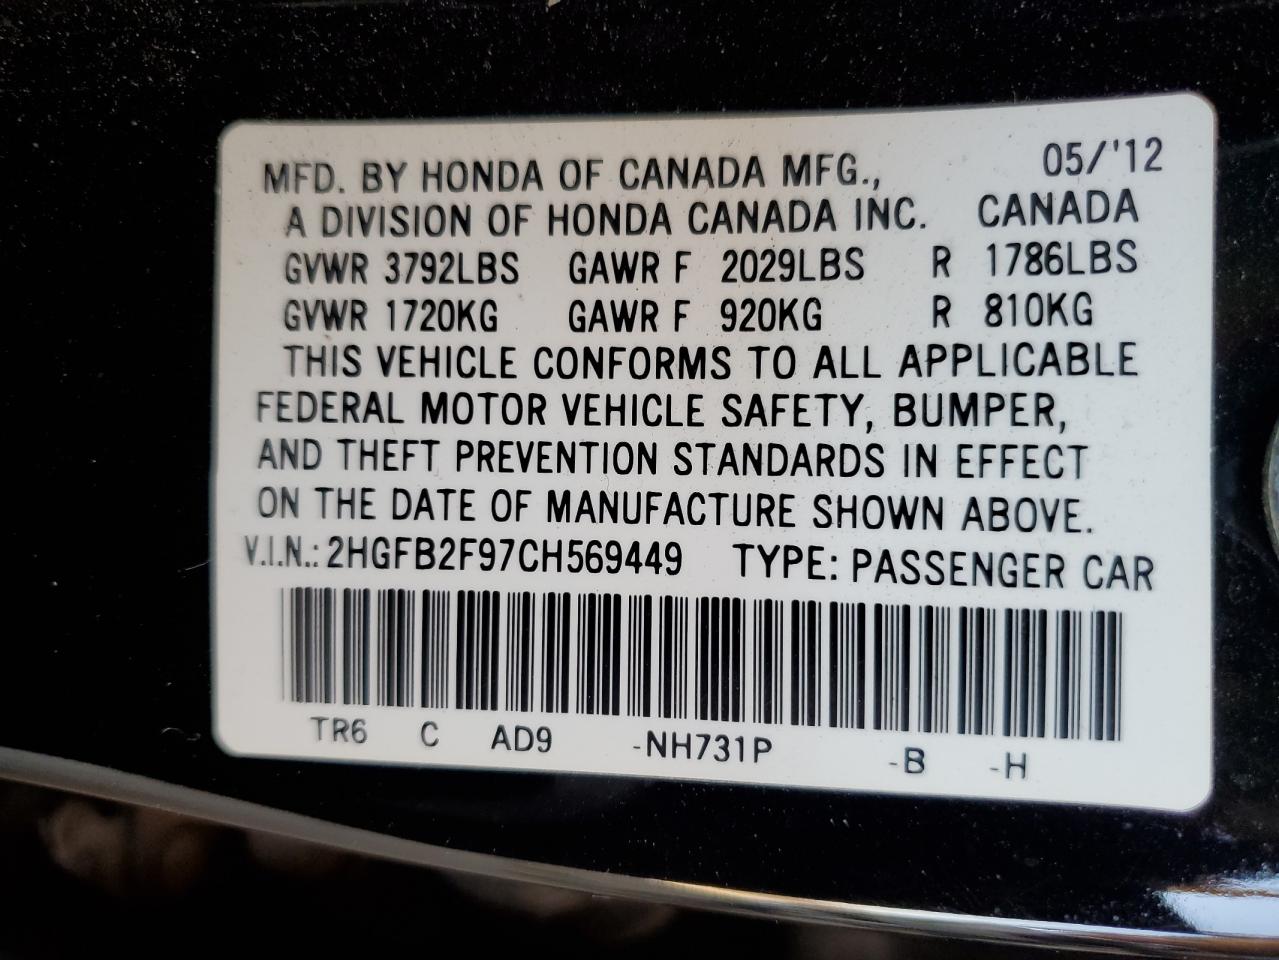 MFD. BY HONDA OF CANADA MFG., 05/'12
A DIVISION OF HONDA CANADA INC. CANADA
GVWR 3792LBS GAWR F 2029LBS R 1786LBS
GVWR 1720KG GAWR F 920KG R 810KG
THIS VEHICLE CONFORMS TO ALL APPLICABLE
FEDERAL MOTOR VEHICLE SAFETY, BUMPER,
AND THEFT PREVENTION STANDARDS IN EFFECT
ON THE DATE OF MANUFACTURE SHOWN ABOVE.
V.I.N.: 2HGFB2F97CH569449 TYPE: PASSENGER CAR
TR6 C AD9 -NH731P -B -H